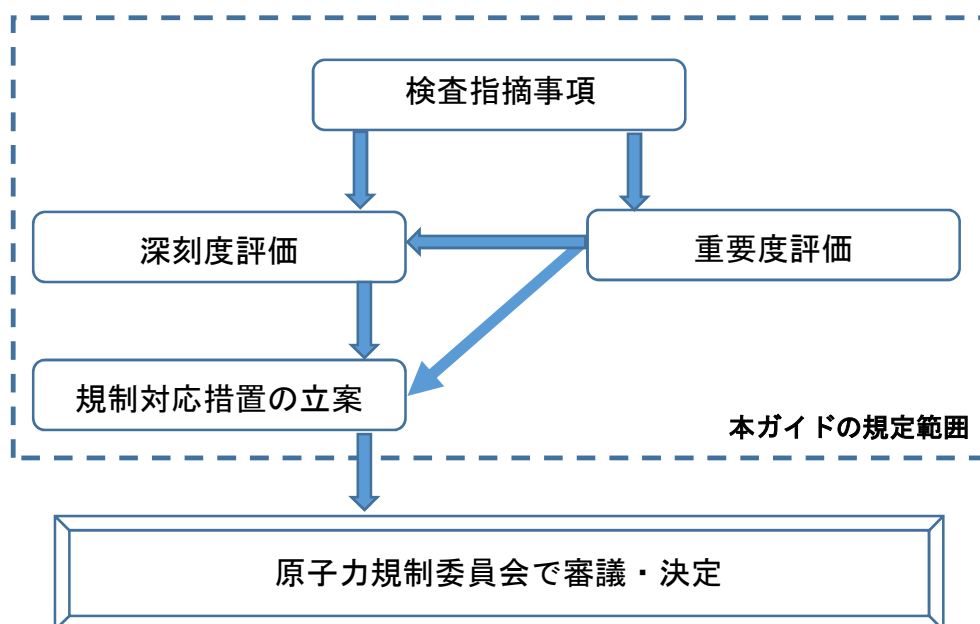 検査指摘事項
深刻度評価
重要度評価
規制対応措置の立案
本ガイドの規定範囲
原子力規制委員会で審議・決定